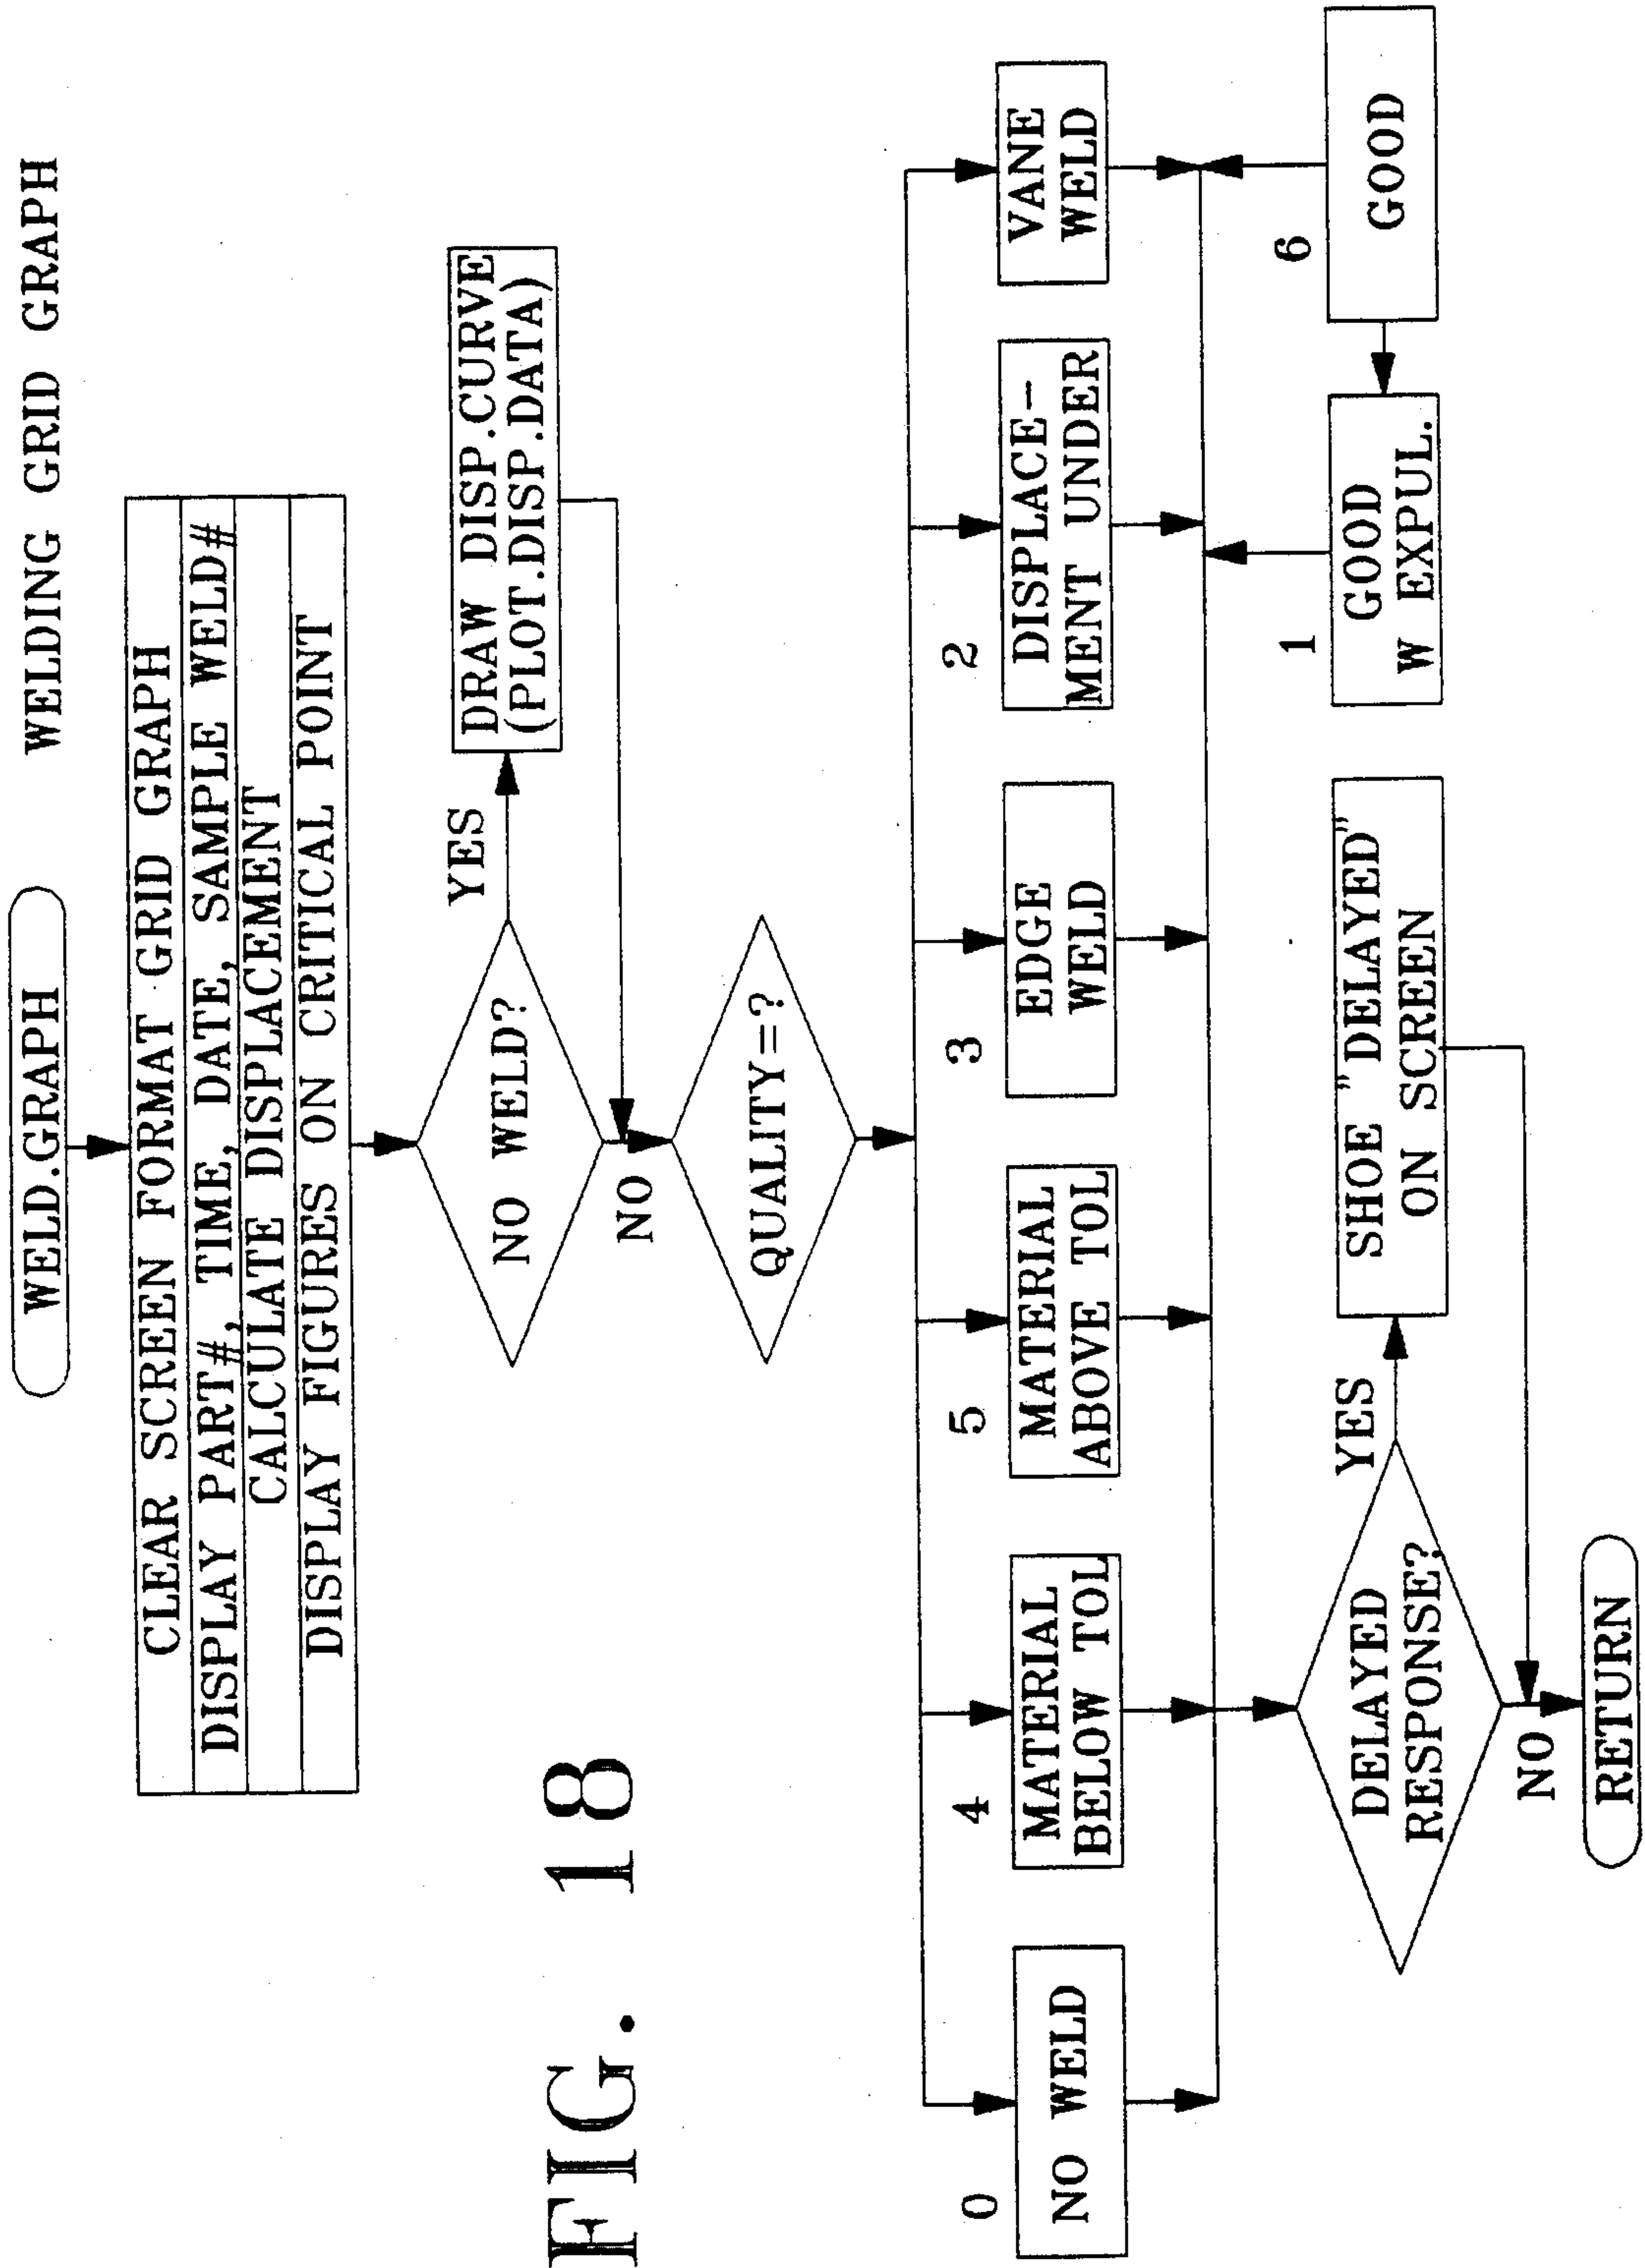 WELD.GRAPH
WELDING GRID GRAPH
CLEAR SCREEN FORMAT GRID GRAPH
DISPLAY PART#, TIME, DATE, SAMPLE WELD#
CALCULATE DISPLACEMENT
DISPLAY FIGURES ON CRITICAL POINT
NO WELD?
YES
DRAW DISP.CURVE
(PLOT.DISP.DATA)
NO
FIG. 18
QUALITY=?
0
NO WELD
4
MATERIAL
BELOW TOL
5
MATERIAL
ABOVE TOL
3
EDGE
WELD
2
DISPLACE-
MENT UNDER
VANE
WELD
DELAYED
RESPONSE?
YES
SHOE "DELAYED"
ON SCREEN
1
GOOD
W EXPUL.
6
GOOD
NO
RETURN